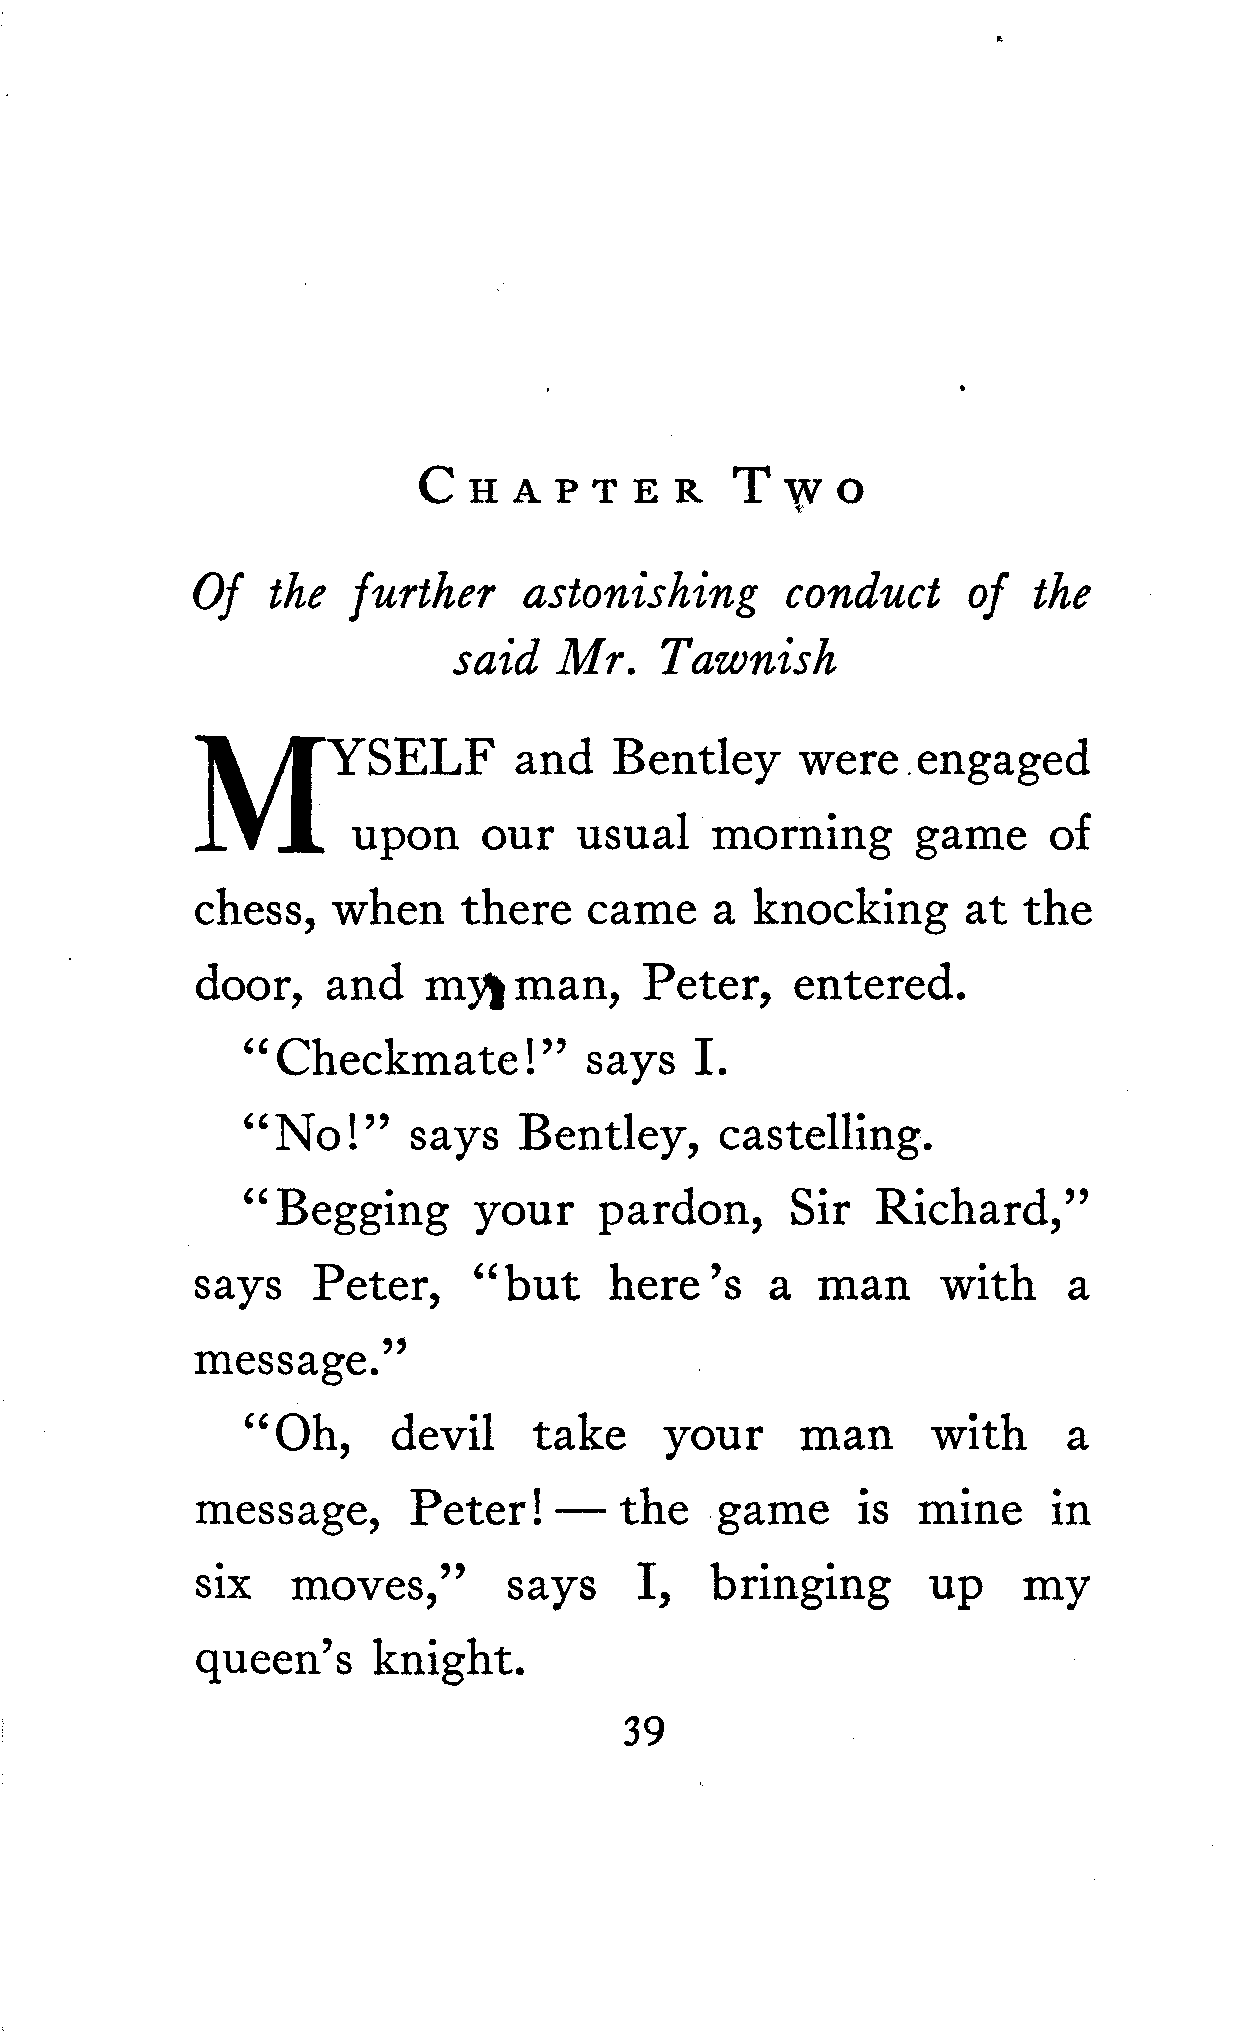 CHAPTER TWO
Of the further astonishing conduct of the
said Mr. Tawnish
MYSELF and Bentley were engaged
upon our usual morning game of
chess, when there came a knocking at the
door, and my man, Peter, entered.
“Checkmate!” says I.
“No!” says Bentley, castelling.
“Begging your pardon, Sir Richard,”
says Peter, “but here’s a man with a
message.”
“Oh, devil take your man with a
message, Peter! — the game is mine in
six moves,” says I, bringing up my
queen’s knight.
39